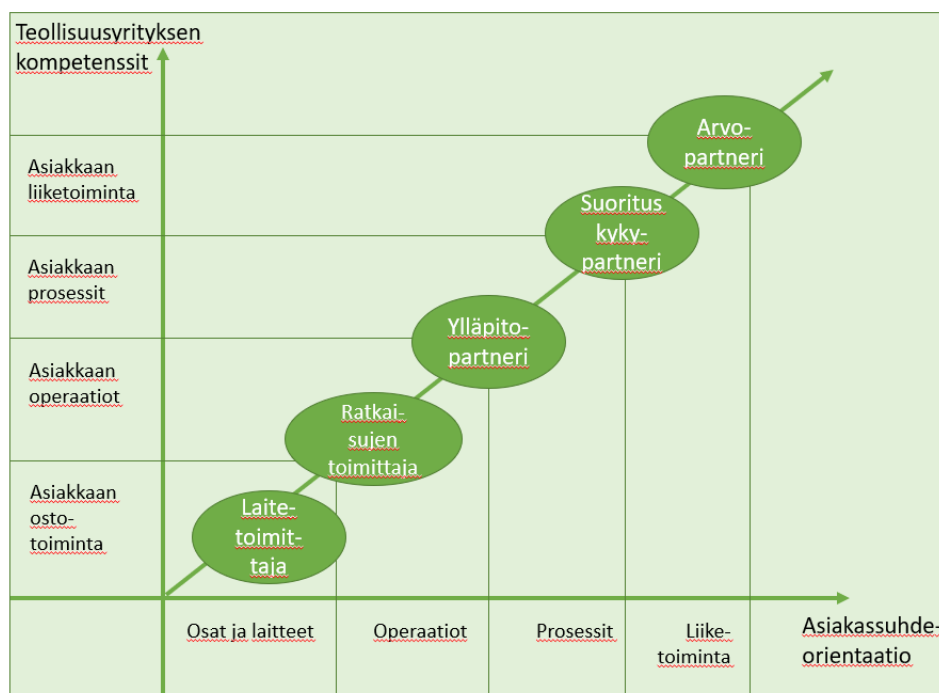 Teollisuusyrityksen
kompetenssit
Arvo-
partneri
Asiakkaan
liiketoiminta
Suoritus
kyky-
partneri
Asiakkaan
prosessit
Ylläpito-
partneri
Asiakkaan
operaatiot
Ratkai-
sujen
toimittaja
Asiakkaan
osto-
toiminta
Laite-
toimit-
taja
Osat ja laitteet
Operaatiot
Prosessit
Liike-
toiminta
Asiakassuhde-
orientaatio